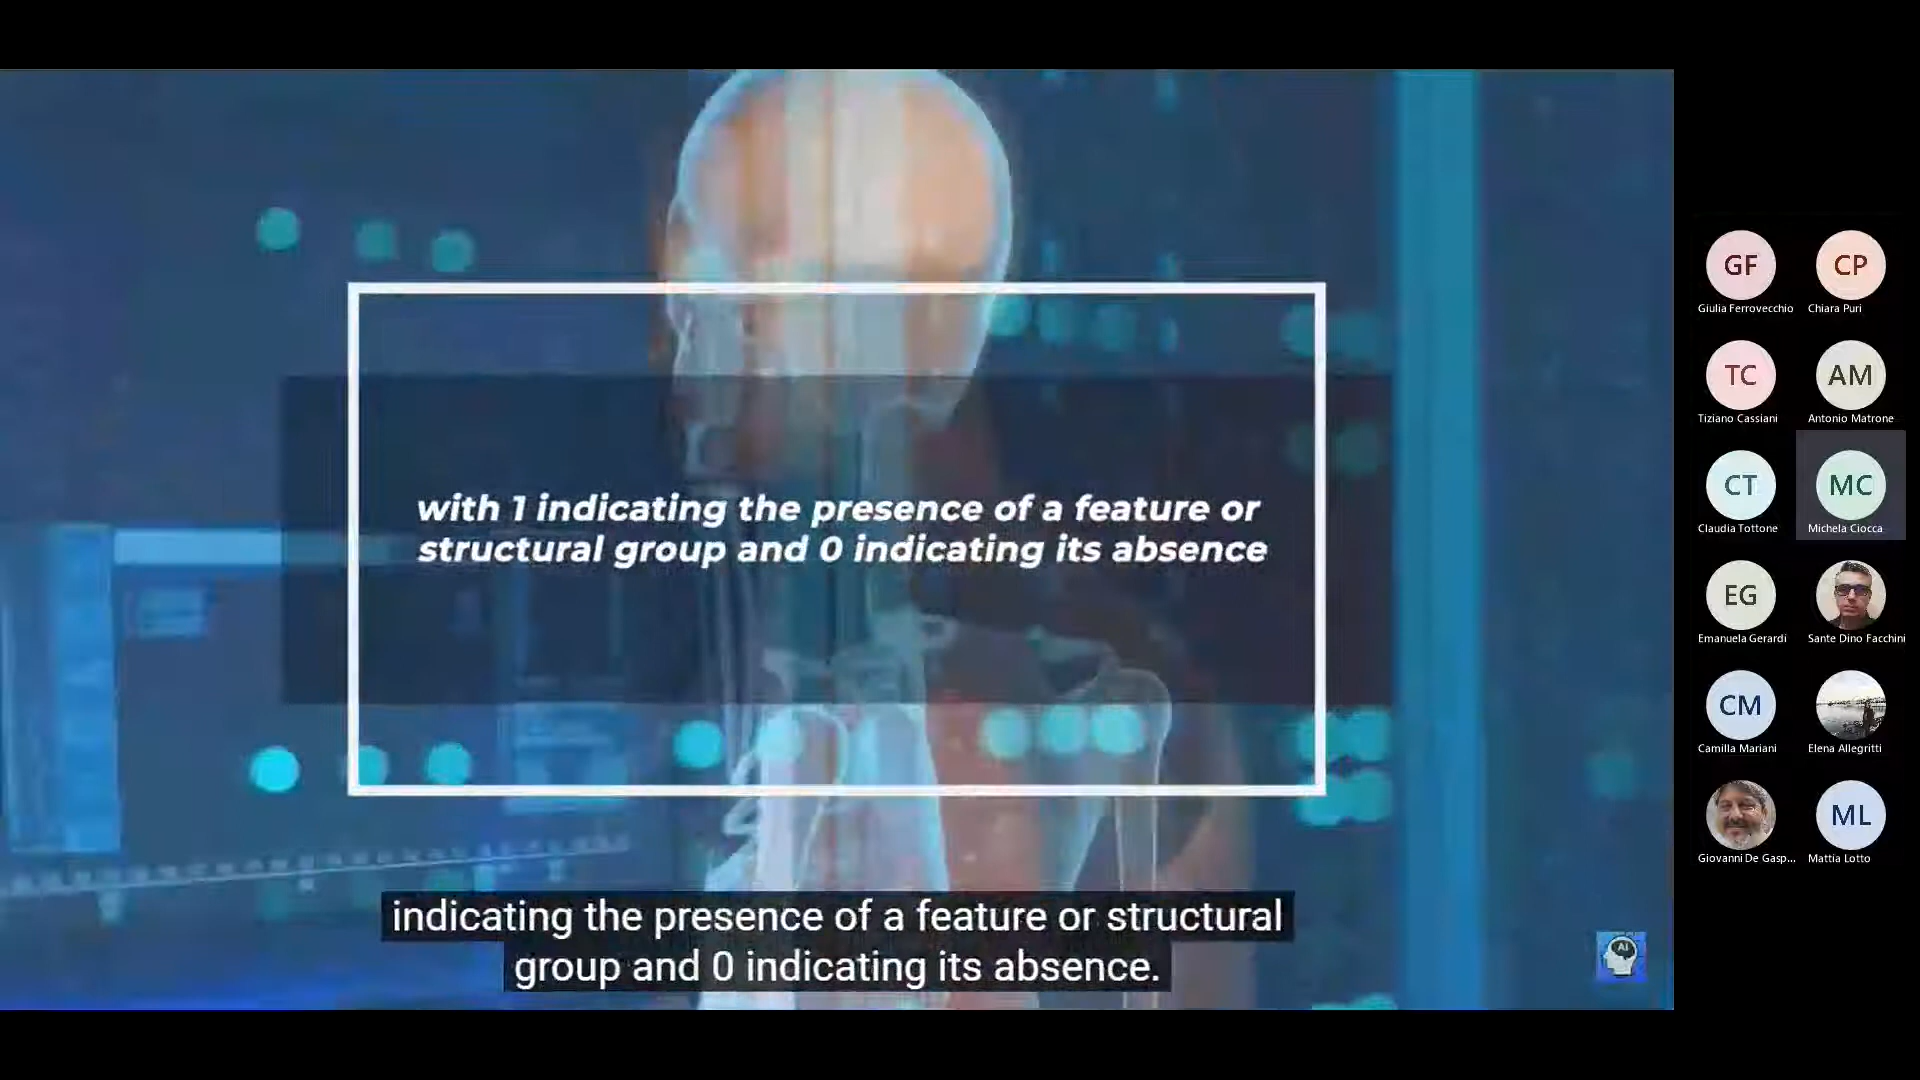 with 1 indicating the presence of a feature or
structural group and 0 indicating its absence
indicating the presence of a feature or structural
group and 0 indicating its absence.
AI
GF
Giulia Ferrovecchio
CP
Chiara Puri
TC
Tiziano Cassiani
AM
Antonio Matrone
CT
Claudia Tottone
MC
Michela Ciocca
EG
Emanuela Gerardi
Sante Dino Facchini
CM
Camilla Mariani
Elena Allegritti
Giovanni De Gasp...
ML
Mattia Lotto